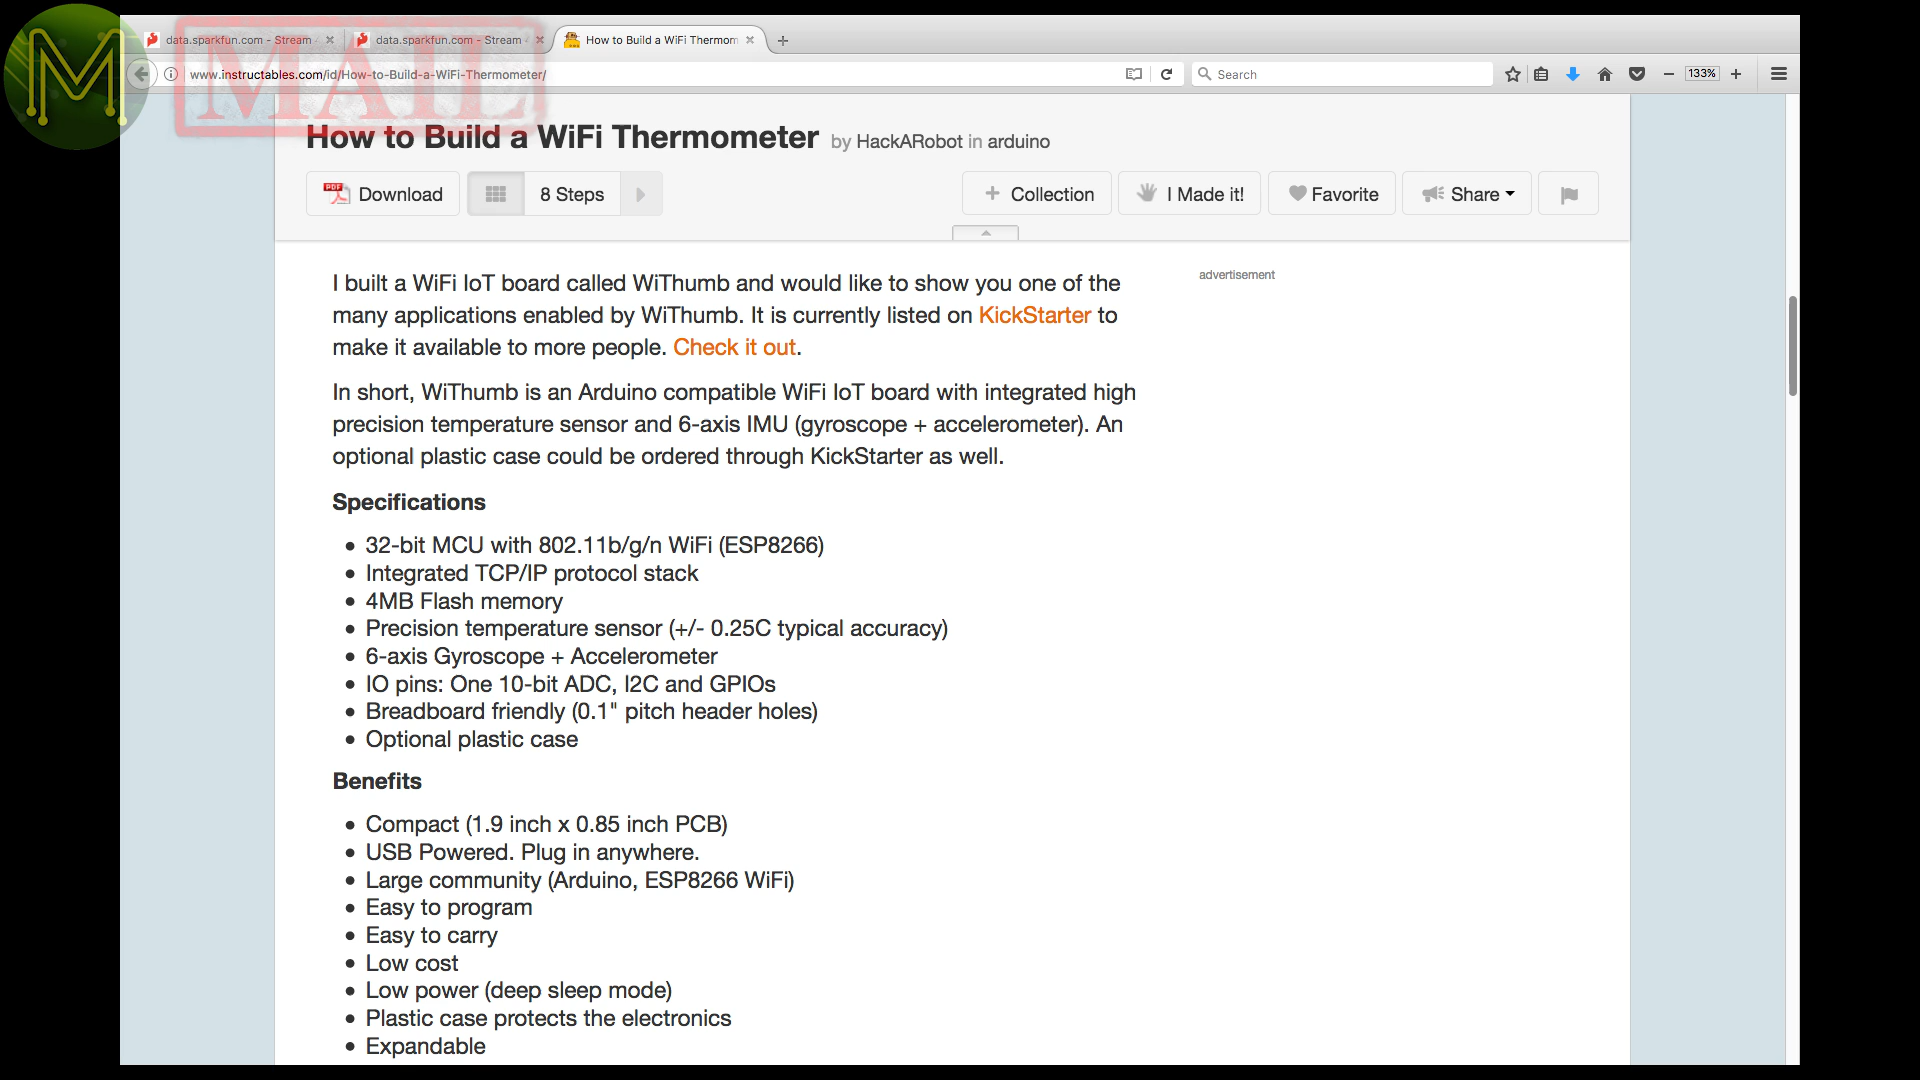 data.sparkfun.com - Stream
data.sparkfun.com - Stream
How to Build a WiFi Thermom
www.instructables.com/id/How-to-Build-a-WiFi-Thermometer/
Search
133%
M
MAIL
How to Build a WiFi Thermometer by HackARobot in arduino
PDF Download
8 Steps
+ Collection
I Made it!
Favorite
Share
I built a WiFi IoT board called WiThumb and would like to show you one of the
many applications enabled by WiThumb. It is currently listed on KickStarter to
make it available to more people. Check it out.
advertisement
In short, WiThumb is an Arduino compatible WiFi IoT board with integrated high
precision temperature sensor and 6-axis IMU (gyroscope + accelerometer). An
optional plastic case could be ordered through KickStarter as well.
Specifications
• 32-bit MCU with 802.11b/g/n WiFi (ESP8266)
• Integrated TCP/IP protocol stack
• 4MB Flash memory
• Precision temperature sensor (+/- 0.25C typical accuracy)
• 6-axis Gyroscope + Accelerometer
• IO pins: One 10-bit ADC, I2C and GPIOs
• Breadboard friendly (0.1" pitch header holes)
• Optional plastic case
Benefits
• Compact (1.9 inch x 0.85 inch PCB)
• USB Powered. Plug in anywhere.
• Large community (Arduino, ESP8266 WiFi)
• Easy to program
• Easy to carry
• Low cost
• Low power (deep sleep mode)
• Plastic case protects the electronics
• Expandable